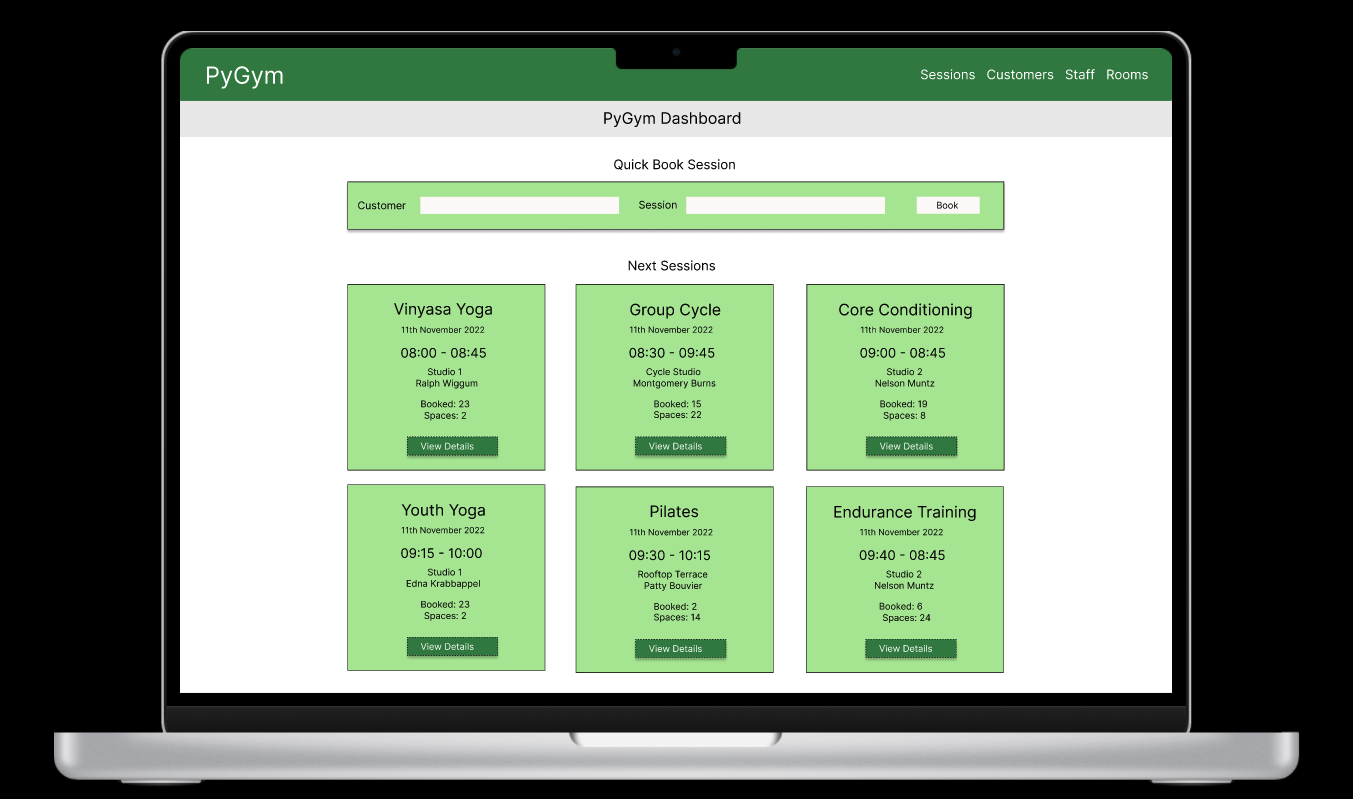 PyGym
Sessions Customers Staff Rooms
PyGym Dashboard
Quick Book Session
Customer
Session
Book
Next Sessions
Vinyasa Yoga
11th November 2022
08:00 - 08:45
Studio 1
Ralph Wiggum
Booked: 23
Spaces: 2
View Details
Group Cycle
11th November 2022
08:30 - 09:45
Cycle Studio
Montgomery Burns
Booked: 15
Spaces: 22
View Details
Core Conditioning
11th November 2022
09:00 - 08:45
Studio 2
Nelson Muntz
Booked: 19
Spaces: 8
View Details
Youth Yoga
11th November 2022
09:15 - 10:00
Studio 1
Edna Krabbappel
Booked: 23
Spaces: 2
View Details
Pilates
11th November 2022
09:30 - 10:15
Rooftop Terrace
Patty Bouvier
Booked: 2
Spaces: 14
View Details
Endurance Training
11th November 2022
09:40 - 08:45
Studio 2
Nelson Muntz
Booked: 6
Spaces: 24
View Details